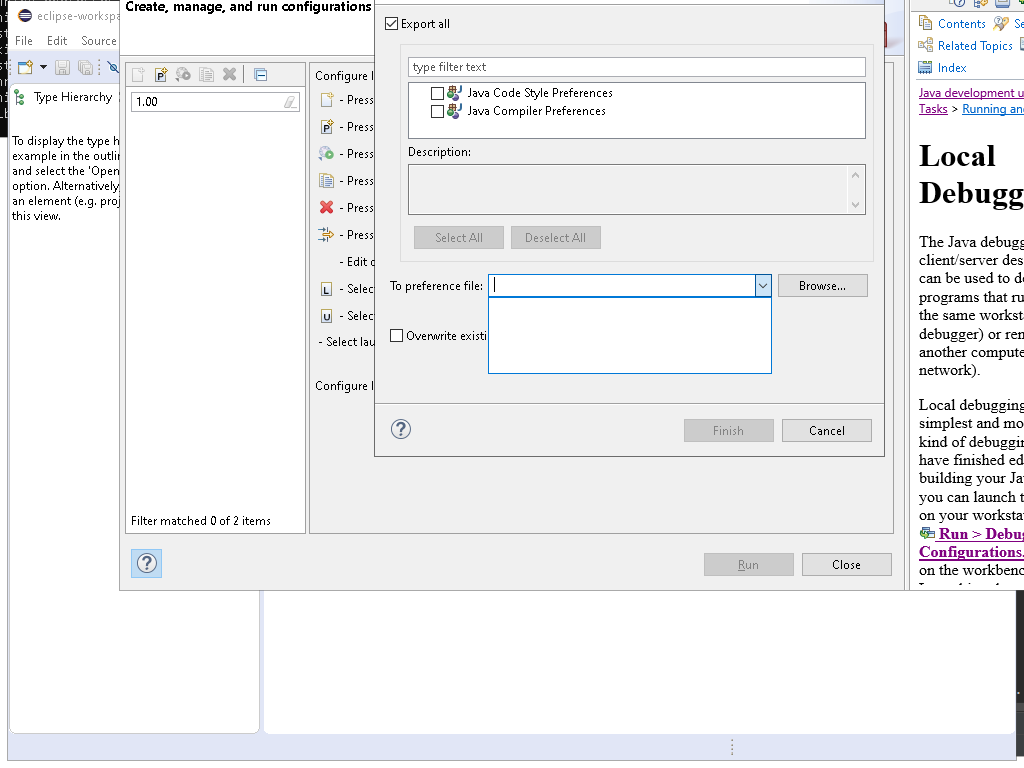 eclipse-workspa
Create, manage, and run configurations
File Edit Source
Type Hierarchy
To display the type h
example in the outli
and select the 'Open
option. Alternatively
an element (e.g. proj
this view.
1.00
Filter matched 0 of 2 items
Configure l
- Press
- Press
- Press
- Press
- Press
- Press
- Edit
- Selec
- Selec
- Select lau
Configure l
Run
Close
Export all
type filter text
Java Code Style Preferences
Java Compiler Preferences
Description:
Select All
Deselect All
To preference file:
Browse...
Overwrite existi
Finish
Cancel
Contents
Se
Related Topics
Index
Java development u
Tasks > Running and
Local
Debugg
The Java debugg
client/server des
can be used to de
programs that ru
the same worksta
debugger) or ren
another compute
network).
Local debugging
simplest and mo
kind of debuggin
have finished ed
building your Ja
you can launch t
on your worksta
Run > Debug
Configurations.
on the workbenc